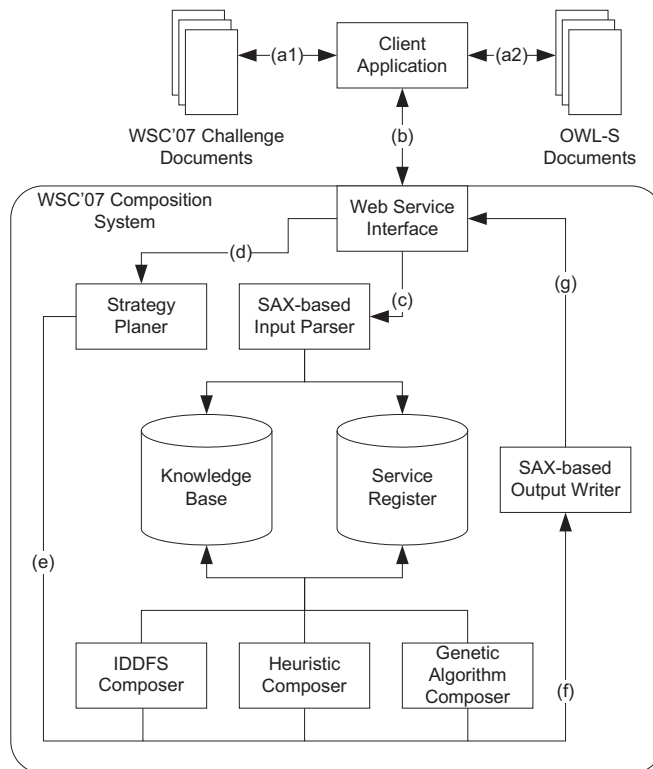 (a1)
Client
Application
(a2)
WSC'07 Challenge
Documents
(b)
OWL-S
Documents
WSC'07 Composition
System
Web Service
Interface
(d)
(g)
Strategy
Planer
SAX-based
Input Parser
(c)
Knowledge
Base
Service
Register
SAX-based
Output Writer
(e)
IDDFS
Composer
Heuristic
Composer
Genetic
Algorithm
Composer
(f)